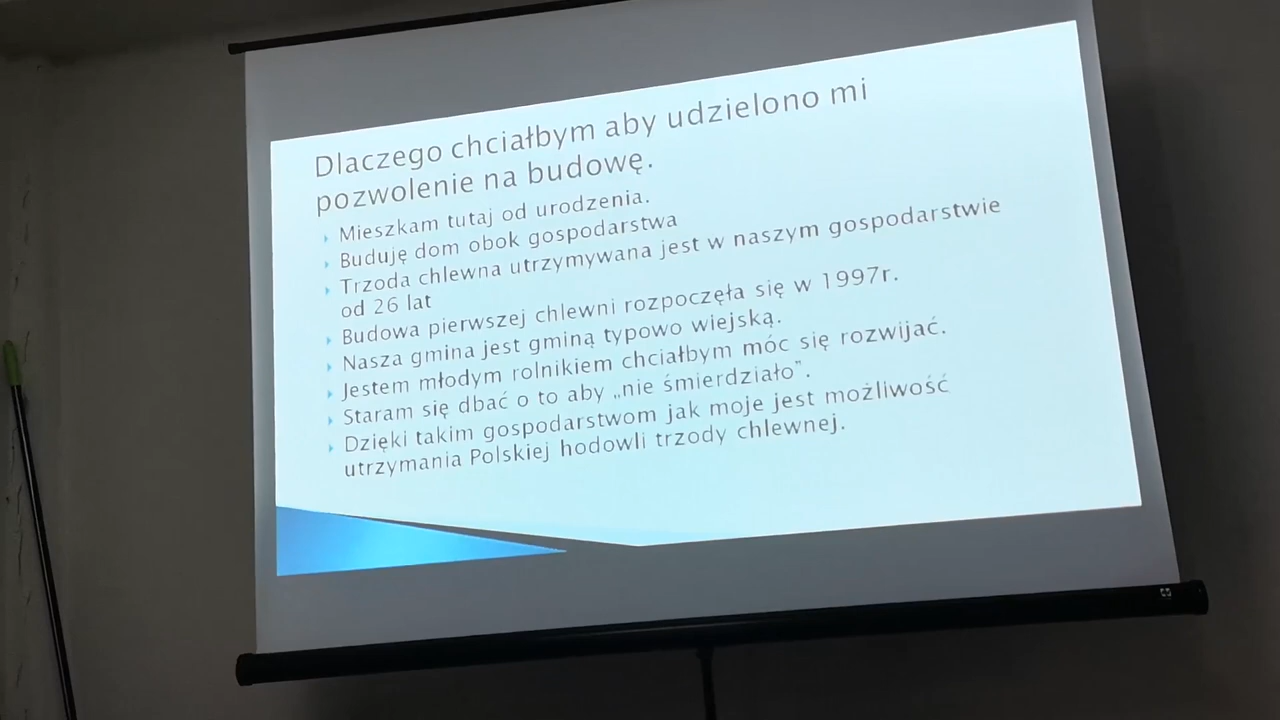 Dlaczego chciałbym aby udzielono mi
pozwolenie na budowę.
Mieszkam tutaj od urodzenia.
Buduję dom obok gospodarstwa
Trzoda chlewna utrzymywana jest w naszym gospodarstwie
od 26 lat
Budowa pierwszej chlewni rozpoczęła się w 1997r.
Nasza gmina jest gminą typowo wiejską.
Jestem młodym rolnikiem chciałbym móc się rozwijać.
Staram się dbać o to aby „nie śmierdziało”.
Dzięki takim gospodarstwom jak moje jest możliwość
utrzymania Polskiej hodowli trzody chlewnej.